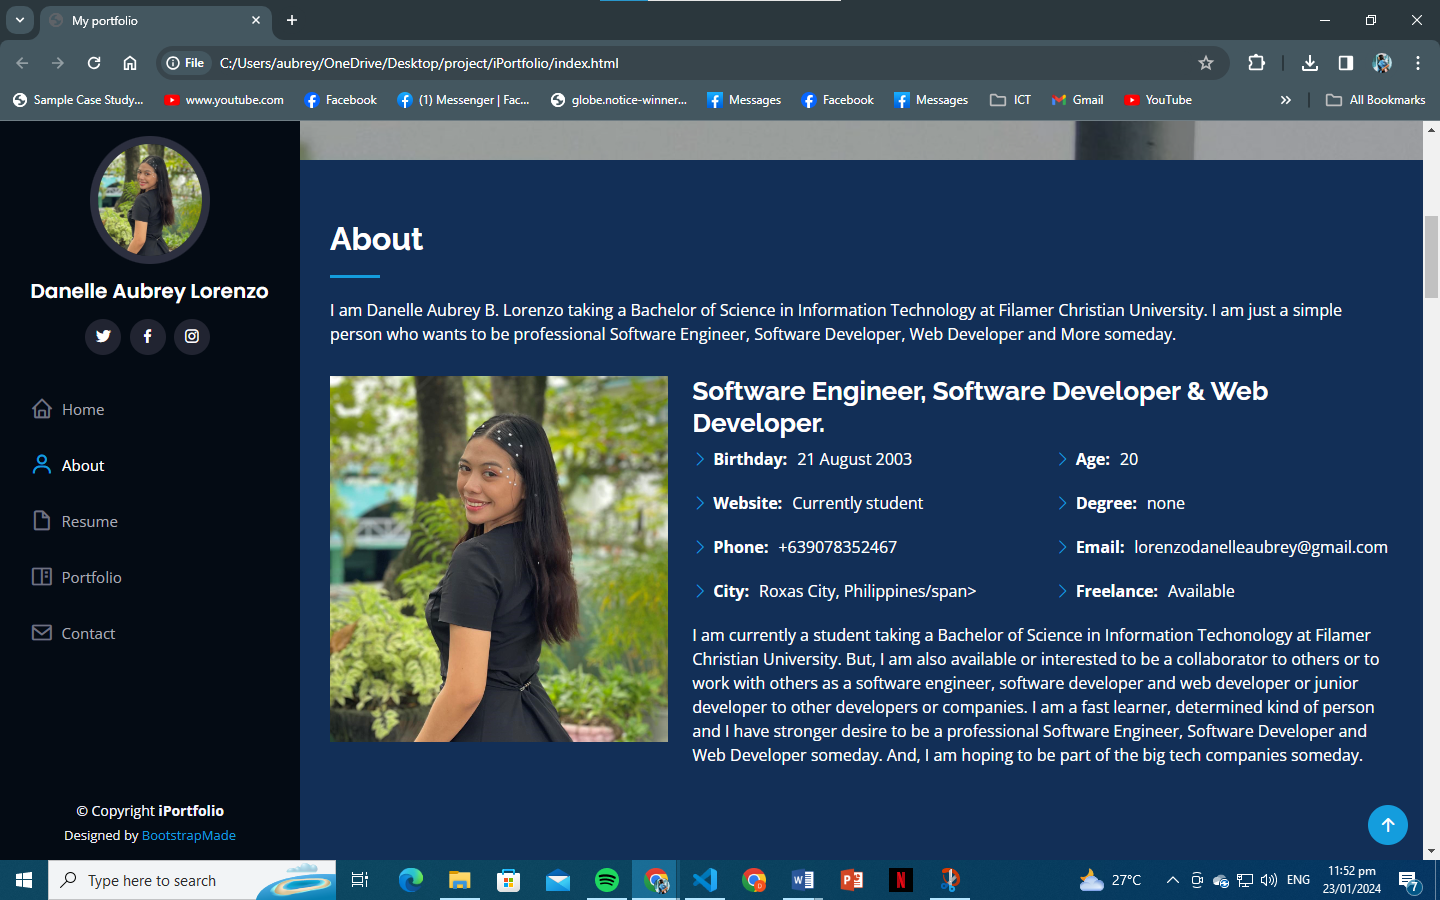 My portfolio
File C:/Users/aubrey/OneDrive/Desktop/project/iPortfolio/index.html
Sample Case Study... www.youtube.com Facebook (1) Messenger | Fac... globe.notice-winner... Messages Facebook Messages ICT Gmail YouTube » All Bookmarks
Danelle Aubrey Lorenzo
Home
About
Resume
Portfolio
Contact
© Copyright iPortfolio
Designed by BootstrapMade
About
I am Danelle Aubrey B. Lorenzo taking a Bachelor of Science in Information Technology at Filamer Christian University. I am just a simple
person who wants to be professional Software Engineer, Software Developer, Web Developer and More someday.
Software Engineer, Software Developer & Web
Developer.
Birthday: 21 August 2003
Age: 20
Website: Currently student
Degree: none
Phone: +639078352467
Email: lorenzodanelleaubrey@gmail.com
City: Roxas City, Philippines/span>
Freelance: Available
I am currently a student taking a Bachelor of Science in Information Techonology at Filamer
Christian University. But, I am also available or interested to be a collaborator to others or to
work with others as a software engineer, software developer and web developer or junior
developer to other developers or companies. I am a fast learner, determined kind of person
and I have stronger desire to be a professional Software Engineer, Software Developer and
Web Developer someday. And, I am hoping to be part of the big tech companies someday.
Type here to search
27°C
ENG
11:52 pm
23/01/2024
7